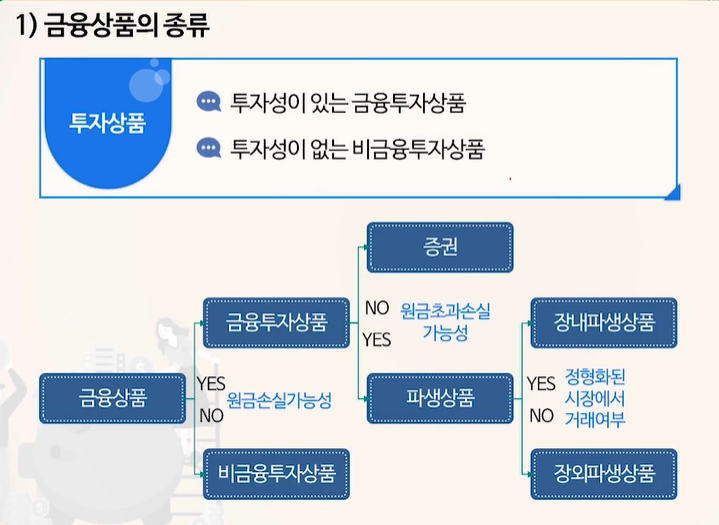 1) 금융상품의 종류
투자상품
투자성이 있는 금융투자상품
투자성이 없는 비금융투자상품
증권
금융투자상품
NO
YES
원금초과손실
가능성
장내파생상품
금융상품
YES
NO
원금손실가능성
파생상품
YES
NO
정형화된
시장에서
거래여부
비금융투자상품
장외파생상품